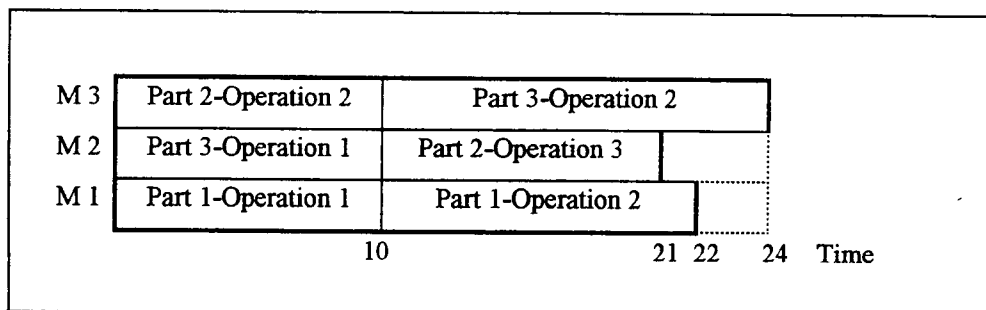 M 3 Part 2-Operation 2 Part 3-Operation 2
M 2 Part 3-Operation 1 Part 2-Operation 3
M 1 Part 1-Operation 1 Part 1-Operation 2
10 21 22 24 Time